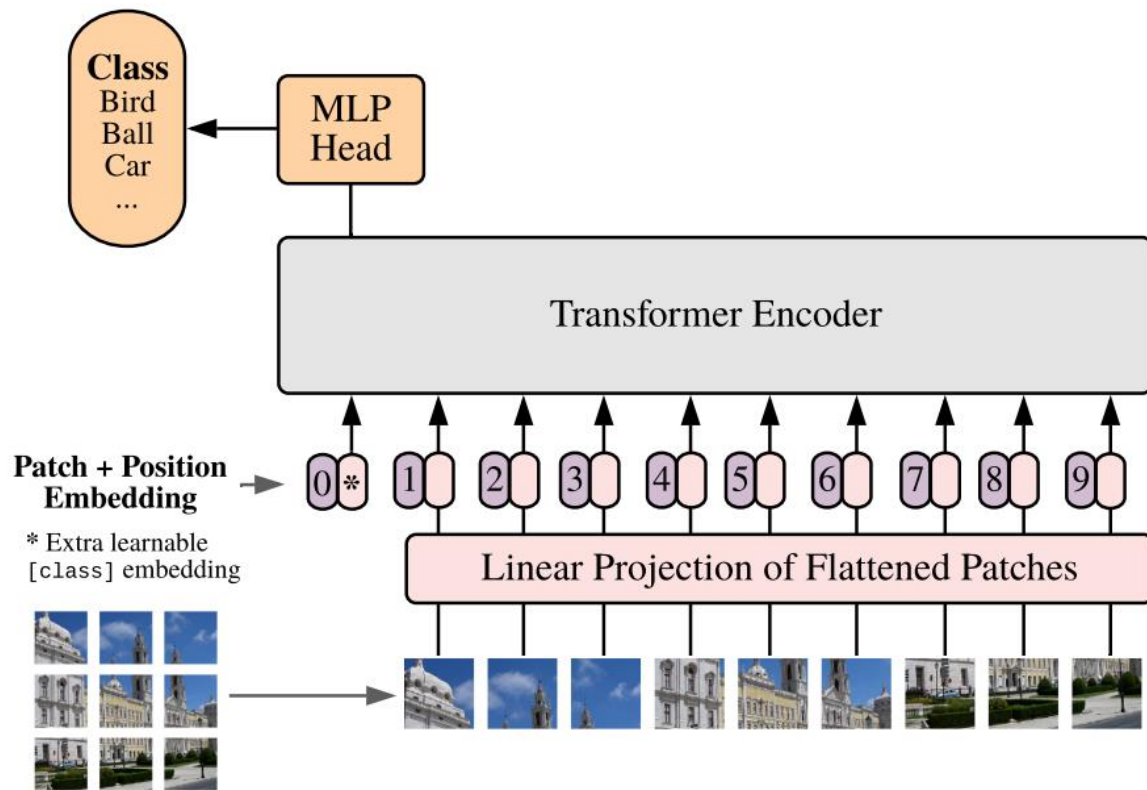 Class
Bird
Ball
Car
...
MLP
Head
Transformer Encoder
Patch + Position
Embedding
0 * 1 2 3 4 5 6 7 8 9
* Extra learnable
[class] embedding
Linear Projection of Flattened Patches